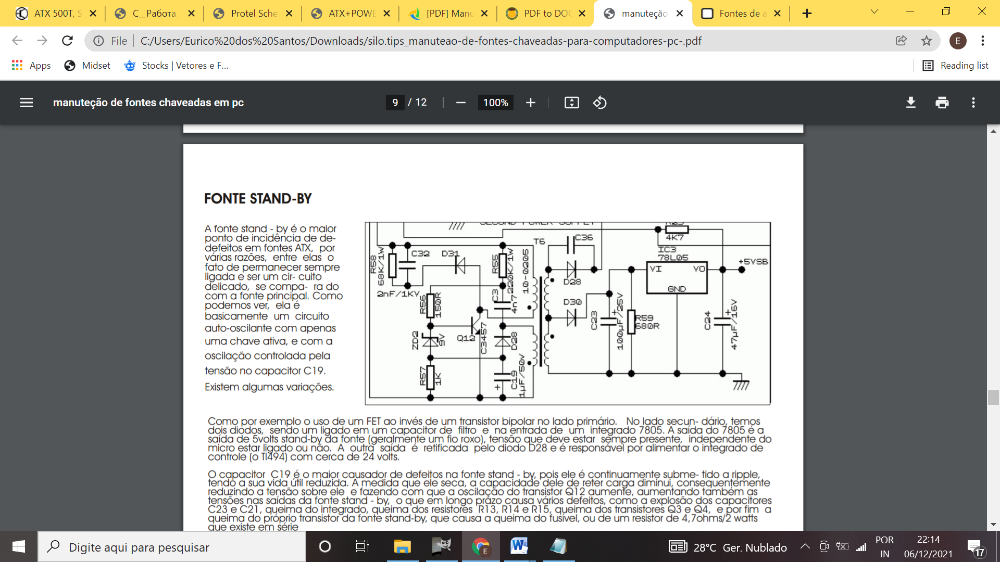 ATX 500T, S
C__Работа_
Protel Sche
ATX+POWE
[PDF] Manu
PDF to DOC
manuteção
Fontes de a
File
C:/Users/Eurico%20dos%20Santos/Downloads/silo.tips_manuteao-de-fontes-chaveadas-para-computadores-pc-.pdf
E
Apps
Midset
Stocks | Vetores e F...
Reading list
manuteção de fontes chaveadas em pc
9 / 12
100%
FONTE STAND-BY
A fonte stand - by é o maior
ponto de incidência de de-
defeitos em fontes ATX, por
várias razões, entre elas o
fato de permanecer sempre
ligada e ser um cir- cuito
delicado, se compa- ra do
com a fonte principal. Como
podemos ver, ela é
basicamente um circuito
auto-oscilante com apenas
uma chave ativa, e com a
oscilação controlada pela
tensão no capacitor C19.
Existem algumas variações.
SECOND POWER SUPPLY
R23
4K7
T6
C36
IC3
78L05
+5VSB
VI
VO
GND
R58
68K/1W
C32
2nF/1KV
D31
R55
220K/1W
10-0205
D28
D30
R56
150R
C3
4n7
C23
100µF/25V
R59
680R
C24
47µF/16V
ZD2
9V
Q12
C3457
D28
R57
1K
C19
1µF/50v
Como por exemplo o uso de um FET ao invés de um transistor bipolar no lado primário. No lado secun- dário, temos
dois diodos, sendo um ligado em um capacitor de filtro e na entrada de um integrado 7805. A saída do 7805 é a
saída de 5volts stand-by da fonte (geralmente um fio roxo), tensão que deve estar sempre presente, independente do
micro estar ligado ou não. A outra saída é retificada pelo diodo D28 e é responsável por alimentar o integrado de
controle (o Tl494) com cerca de 24 volts.
O capacitor C19 é o maior causador de defeitos na fonte stand - by, pois ele é continuamente subme- tido a ripple,
tendo a sua vida útil reduzida. A medida que ele seca, a capacidade dele de reter carga diminui, consequentemente
reduzindo a tensão sobre ele e fazendo com que a oscilação do transistor Q12 aumente, aumentando também as
tensões nas saídas da fonte stand - by, o que em longo prazo causa vários defeitos, como a explosão dos capacitores
C23 e C21, queima do integrado, queima dos resistores R13, R14 e R15, queima dos transistores Q3 e Q4, e por fim a
queima do próprio transistor da fonte stand-by, que causa a queima do fusível, ou de um resistor de 4,7ohms/2 watts
que existe em série
Digite aqui para pesquisar
E
28°C Ger. Nublado
POR
IN
22:14
06/12/2021
17